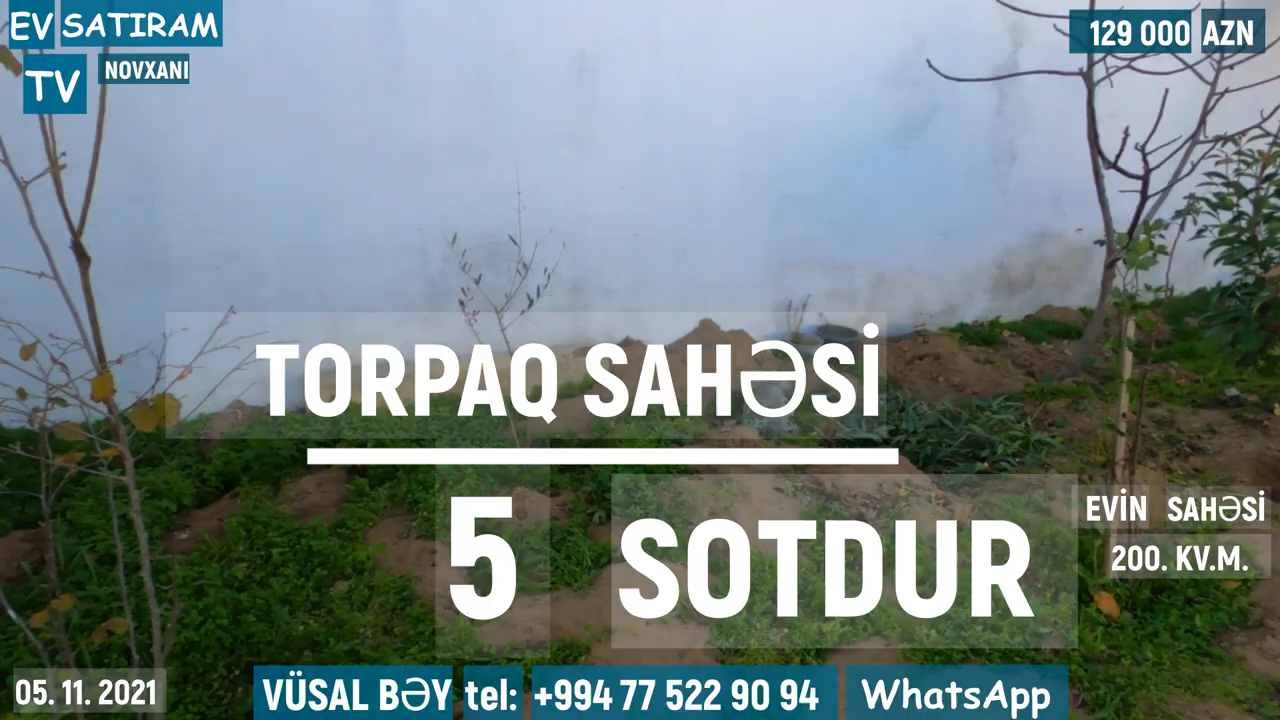 EV SATIRAM
TV NOVXANI
129 000 AZN
TORPAQ SAHƏSİ
5 SOTDUR
EVİN SAHƏSİ
200. KV.M.
05. 11. 2021
VÜSAL BƏY tel: +994 77 522 90 94 WhatsApp